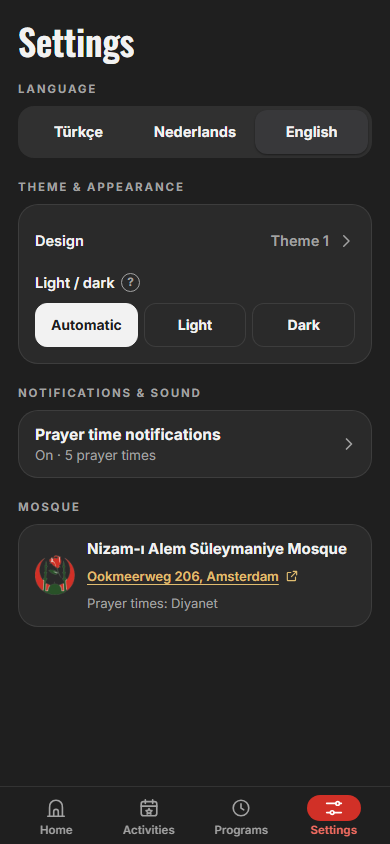 Settings
LANGUAGE
Türkçe Nederlands English
THEME & APPEARANCE
Design Theme 1
Light / dark ?
Automatic Light Dark
NOTIFICATIONS & SOUND
Prayer time notifications
On · 5 prayer times
MOSQUE
Nizam-ı Alem Süleymaniye Mosque
Ookmeerweg 206, Amsterdam
Prayer times: Diyanet
Home Activities Programs Settings